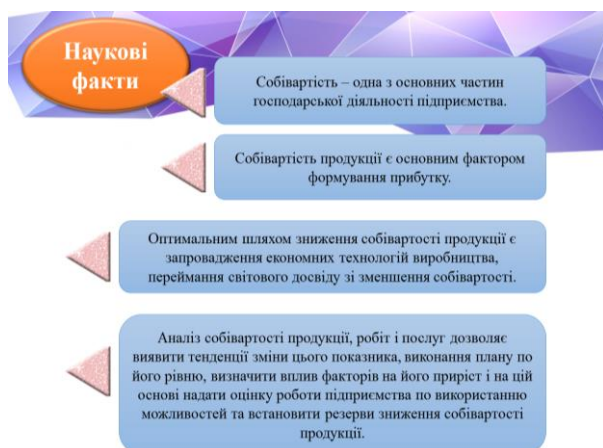 Наукові
факти
Собівартість – одна з основних частин
господарської діяльності підприємства.
Собівартість продукції є основним фактором
формування прибутку.
Оптимальним шляхом зниження собівартості продукції є
запровадження економних технологій виробництва,
переймання світового досвіду зі зменшення собівартості.
Аналіз собівартості продукції, робіт і послуг дозволяє
виявити тенденції зміни цього показника, виконання плану по
його рівню, визначити вплив факторів на його приріст і на цій
основі надати оцінку роботи підприємства по використанню
можливостей та встановити резерви зниження собівартості
продукції.